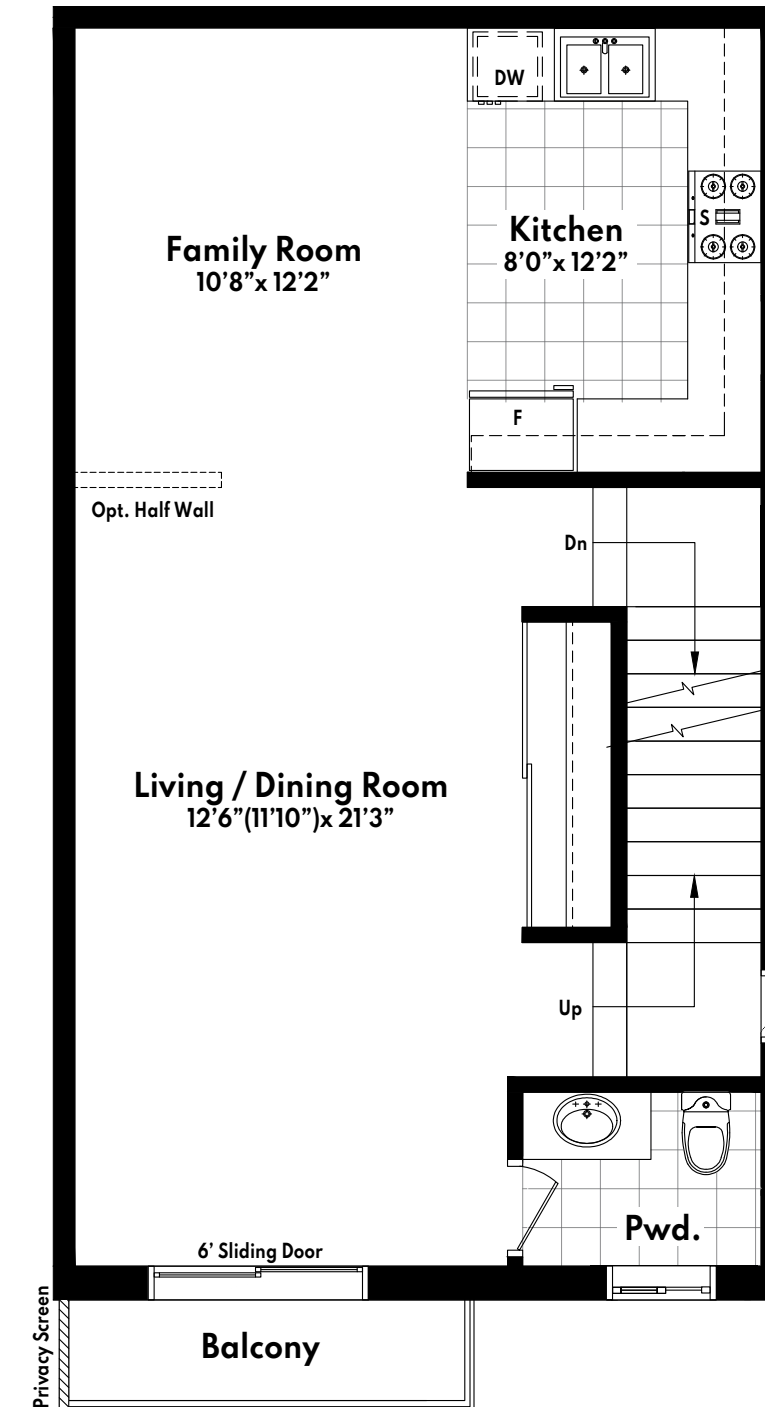 DW
Family Room
10'8"x 12'2"
Kitchen
8'0"x 12'2"
S
F
Opt. Half Wall
Dn
Living / Dining Room
12'6"(11'10")x 21'3"
Up
Pwd.
6' Sliding Door
Privacy Screen
Balcony